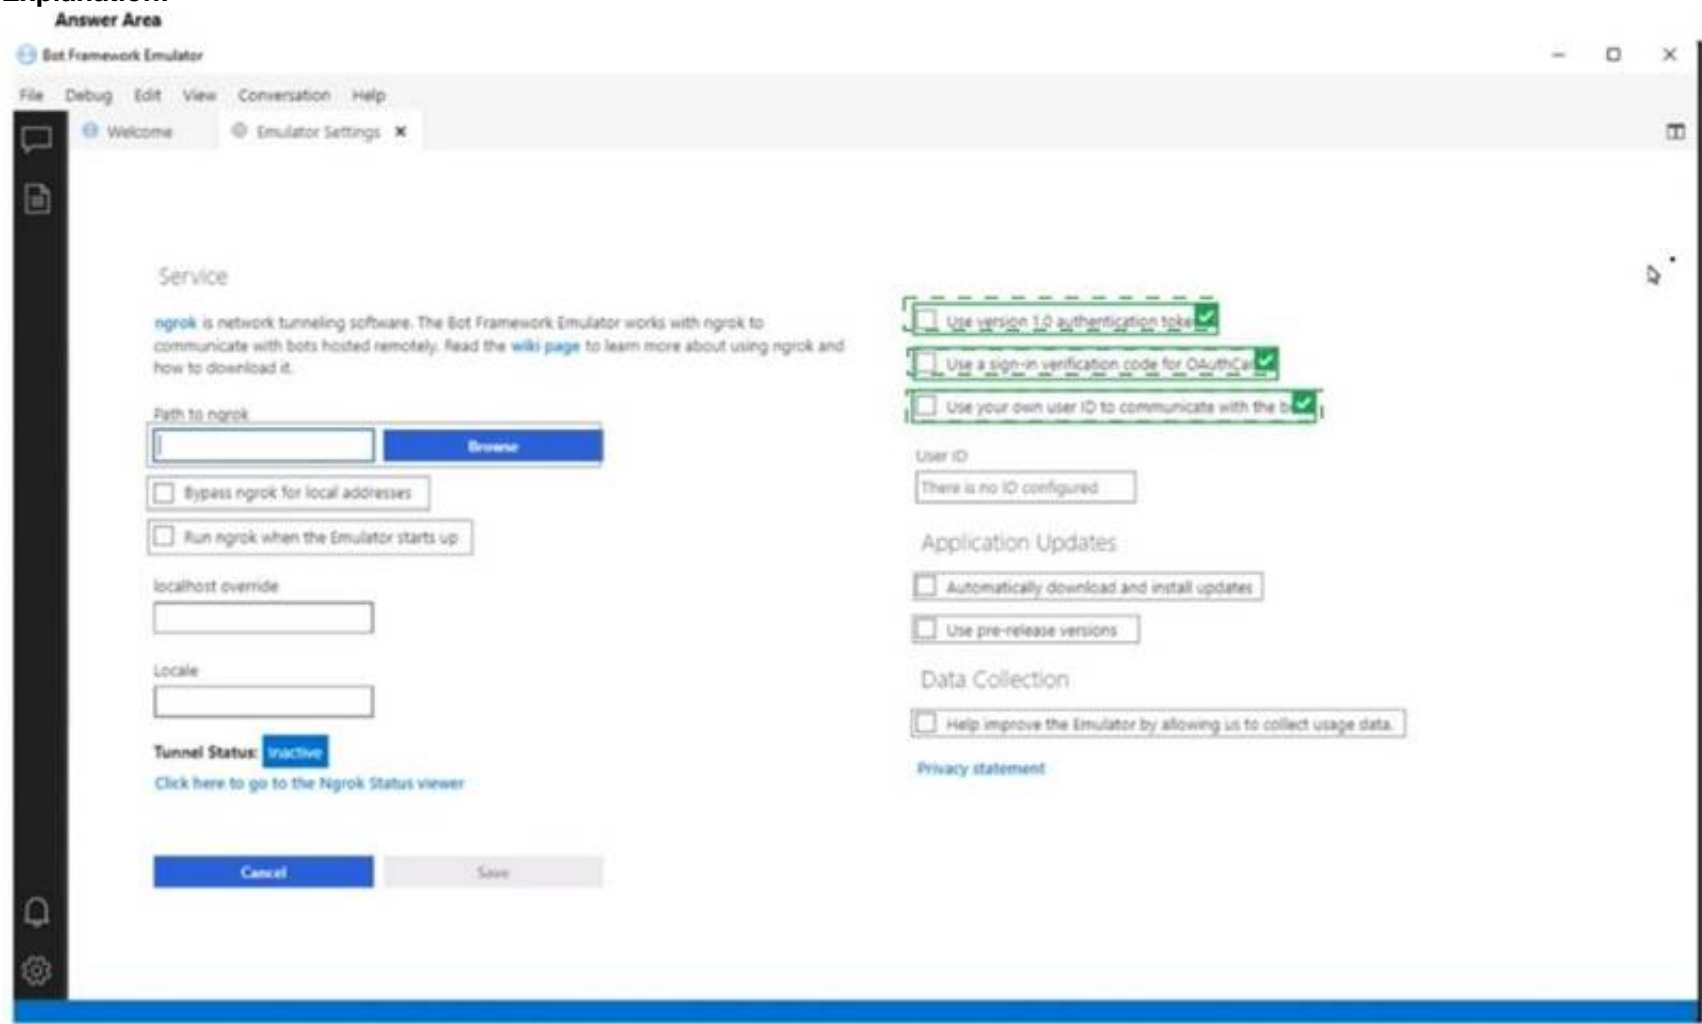 Answer Area
Bot Framework Emulator
File Debug Edit View Conversation Help
Welcome Emulator Settings
Service
ngrok is network tunneling software. The Bot Framework Emulator works with ngrok to
communicate with bots hosted remotely. Read the wiki page to learn more about using ngrok and
how to download it.
Path to ngrok
Browse
Bypass ngrok for local addresses
Run ngrok when the Emulator starts up
localhost override
Locale
Tunnel Status: Inactive
Click here to go to the Ngrok Status viewer
Cancel Save
Use version 1.0 authentication toke
Use a sign-in verification code for OAuthCa
Use your own user ID to communicate with the b
User ID
There is no ID configured
Application Updates
Automatically download and install updates
Use pre-release versions
Data Collection
Help improve the Emulator by allowing us to collect usage data.
Privacy statement